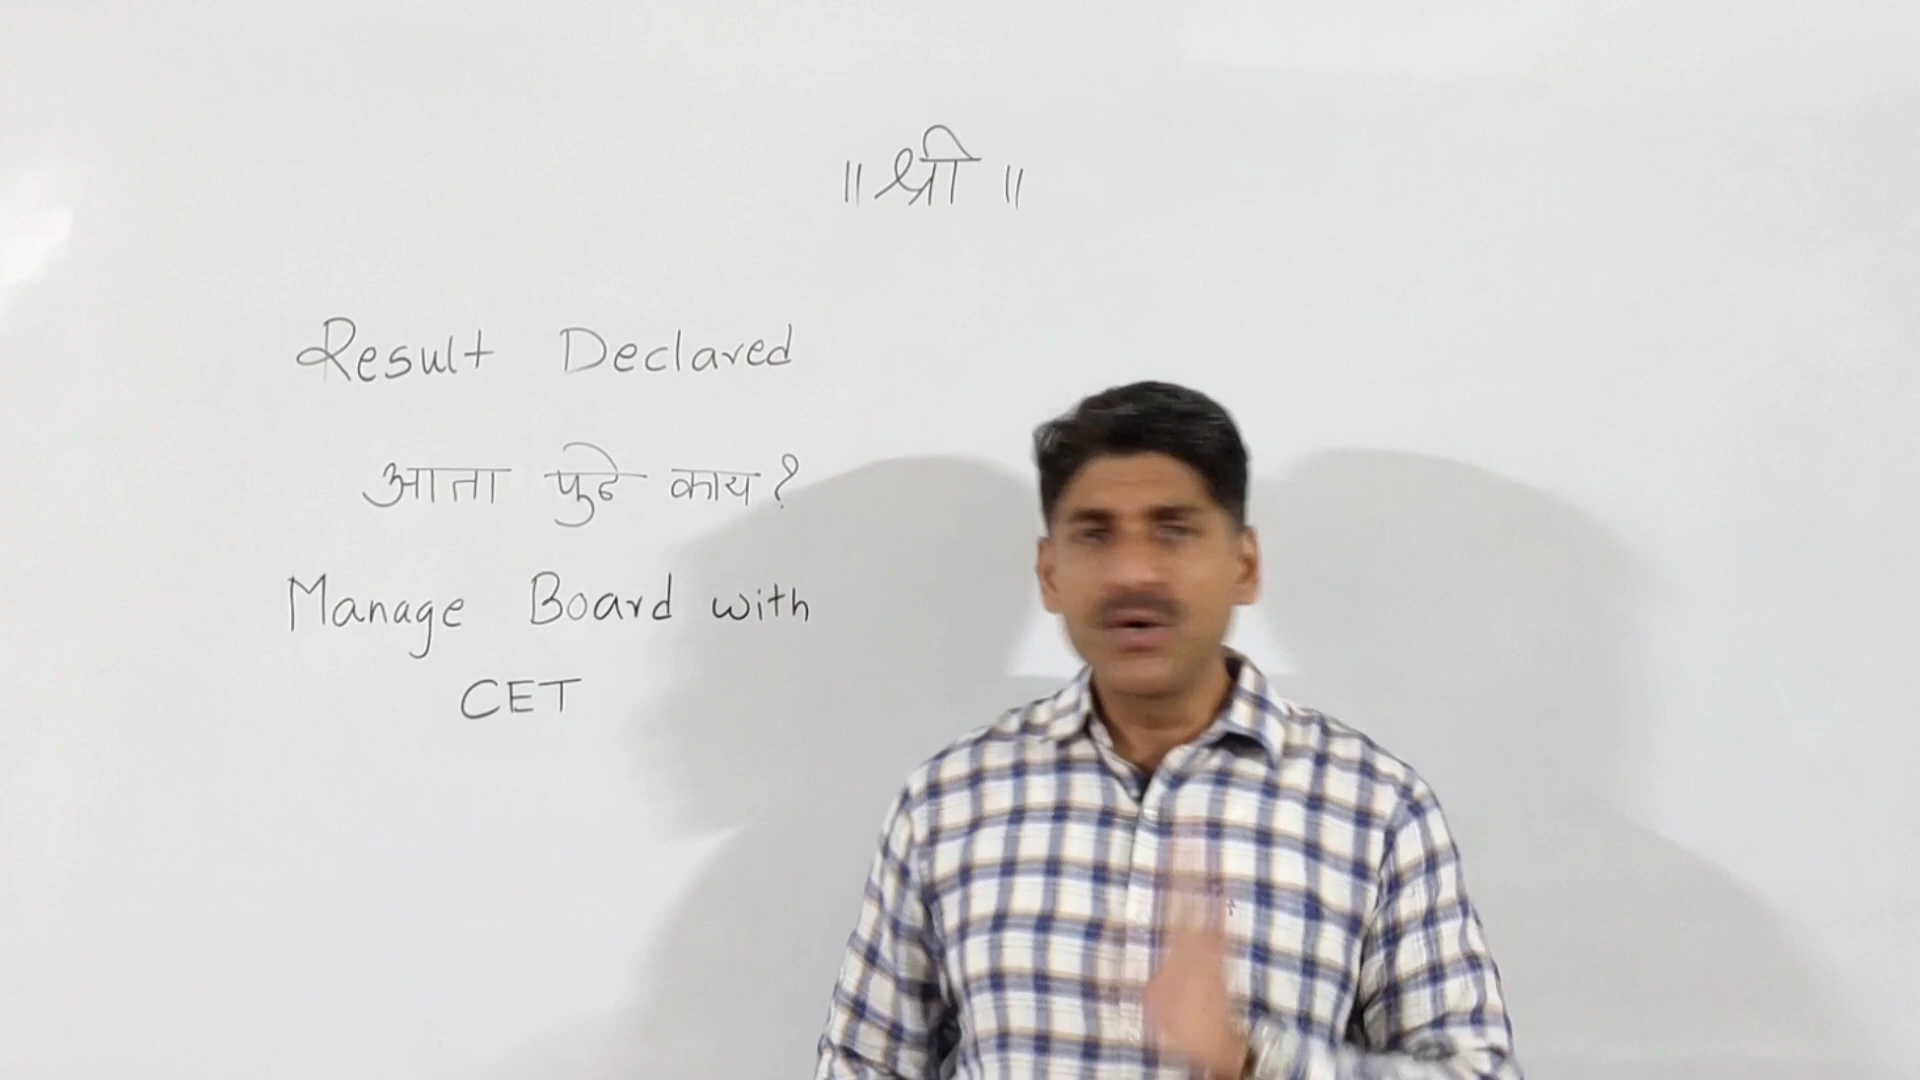 ॥ श्री ॥
Result Declared
आता पुढे काय?
Manage Board with
CET